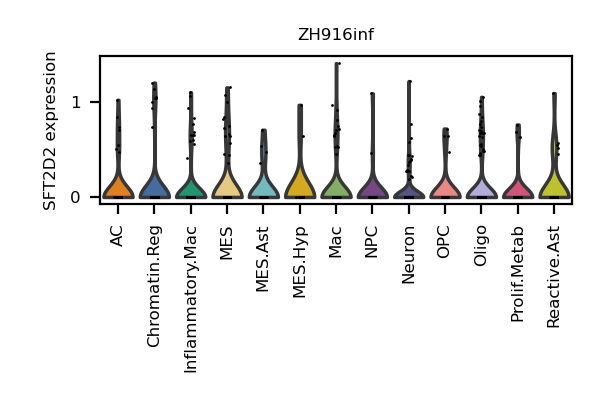 ZH916inf
SFT2D2 expression
1
0
AC
Chromatin.Reg
Inflammatory.Mac
MES
MES.Ast
MES.Hyp
Mac
NPC
Neuron
OPC
Oligo
Prolif.Metab
Reactive.Ast